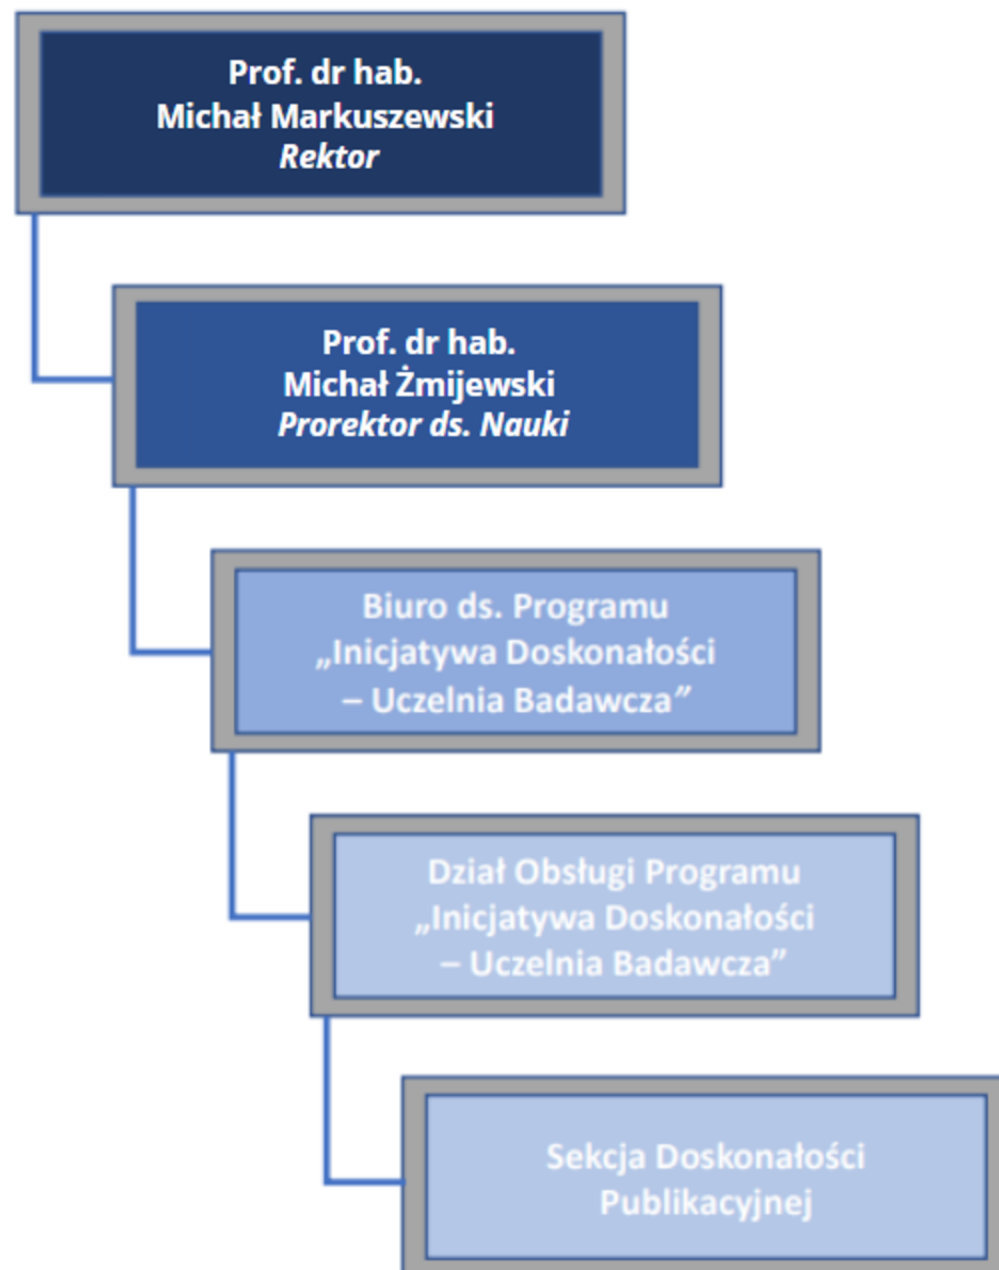 Prof. dr hab.
Michał Markuszewski
Rektor
Prof. dr hab.
Michał Żmijewski
Prorektor ds. Nauki
Biuro ds. Programu
„Inicjatywa Doskonałości
– Uczelnia Badawcza”
Dział Obsługi Programu
„Inicjatywa Doskonałości
– Uczelnia Badawcza”
Sekcja Doskonałości
Publikacyjnej